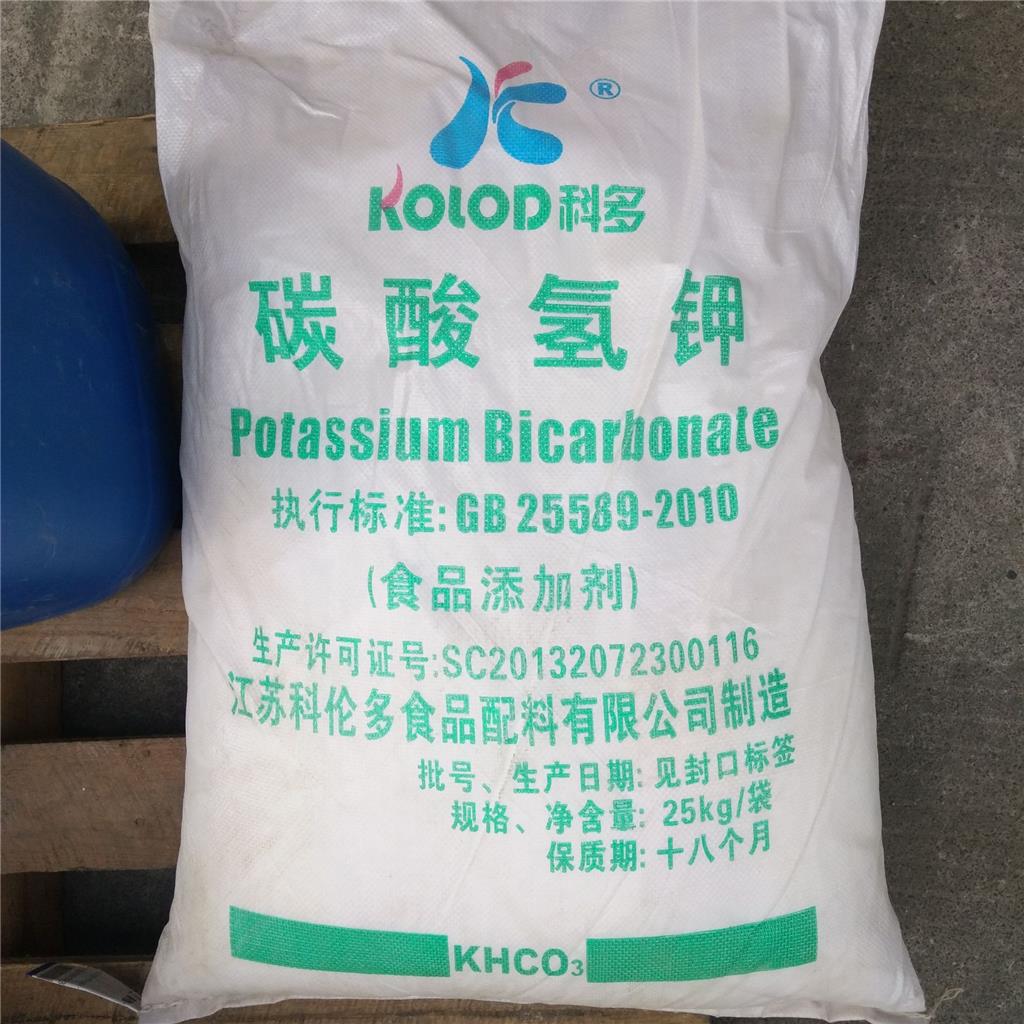 ®
KOLOD科多
碳酸氢钾
Potassium Bicarbonate
执行标准:GB 25589-2010
(食品添加剂)
生产许可证号:SC20132072300116
江苏科伦多食品配料有限公司制造
批号、生产日期:见封口标签
规格、净含量:25kg/袋
保质期:十八个月
KHCO₃